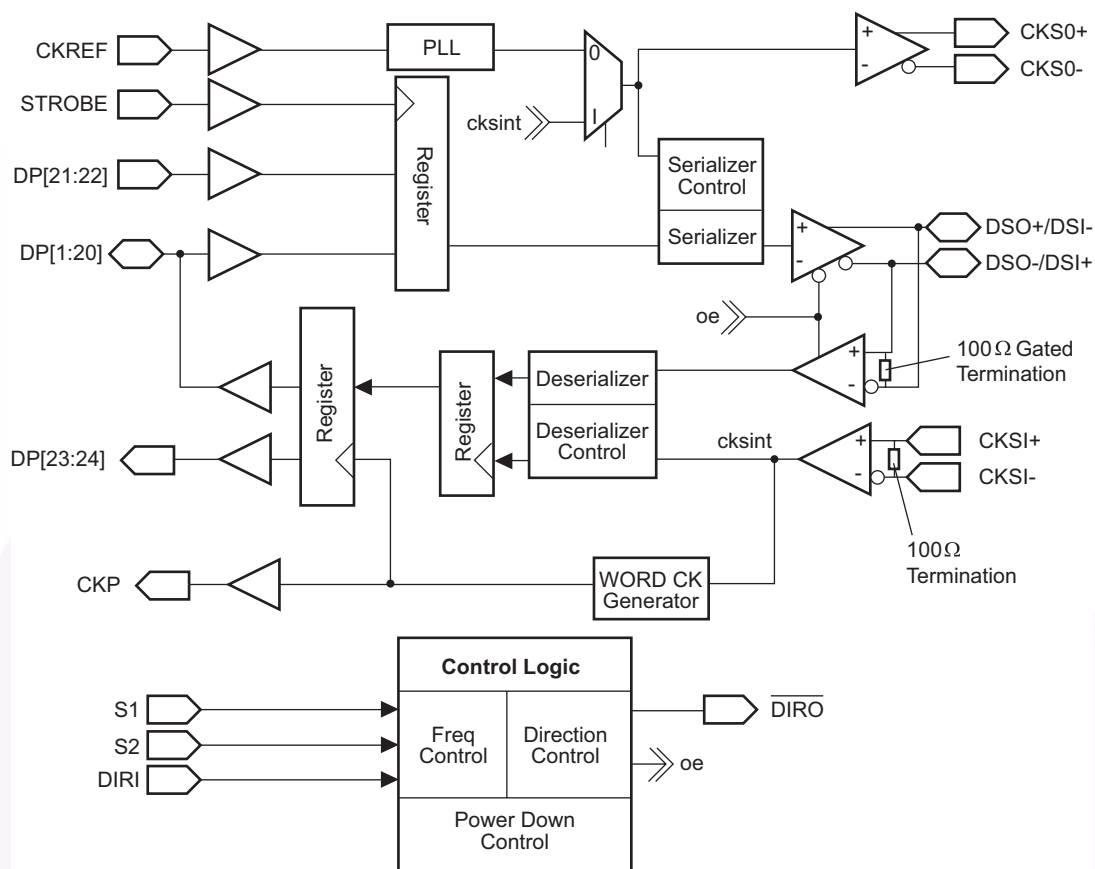 CKREF
PLL
0
+
-
CKS0+
CKS0-
STROBE
cksint
I
Register
DP[21:22]
Serializer
Control
Serializer
DP[1:20]
+
-
DSO+/DSI-
DSO-/DSI+
oe
+
-
100Ω Gated
Termination
Register
Register
Deserializer
Deserializer
Control
DP[23:24]
cksint
+
-
CKSI+
CKSI-
100Ω
Termination
CKP
WORD CK
Generator
Control Logic
S1
S2
DIRI
Freq
Control
Direction
Control
DIRO
oe
Power Down
Control